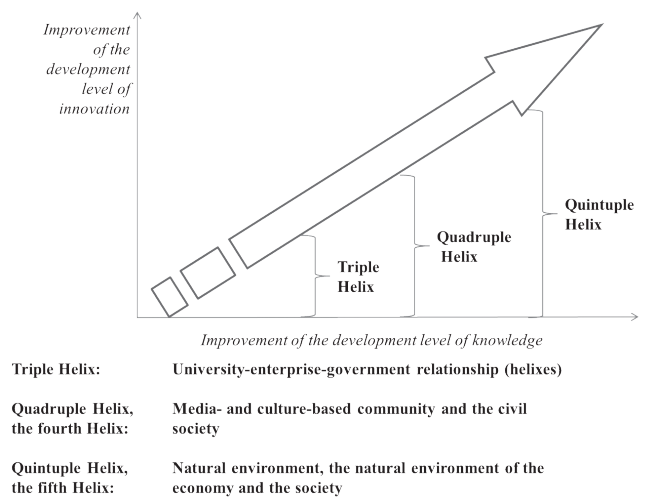 Improvement
of the
development
level of
innovation
Quintuple
Helix
Quadruple
Helix
Triple
Helix
Improvement of the development level of knowledge
Triple Helix: University-enterprise-government relationship (helixes)
Quadruple Helix, Media- and culture-based community and the civil
the fourth Helix: society
Quintuple Helix, Natural environment, the natural environment of the
the fifth Helix: economy and the society